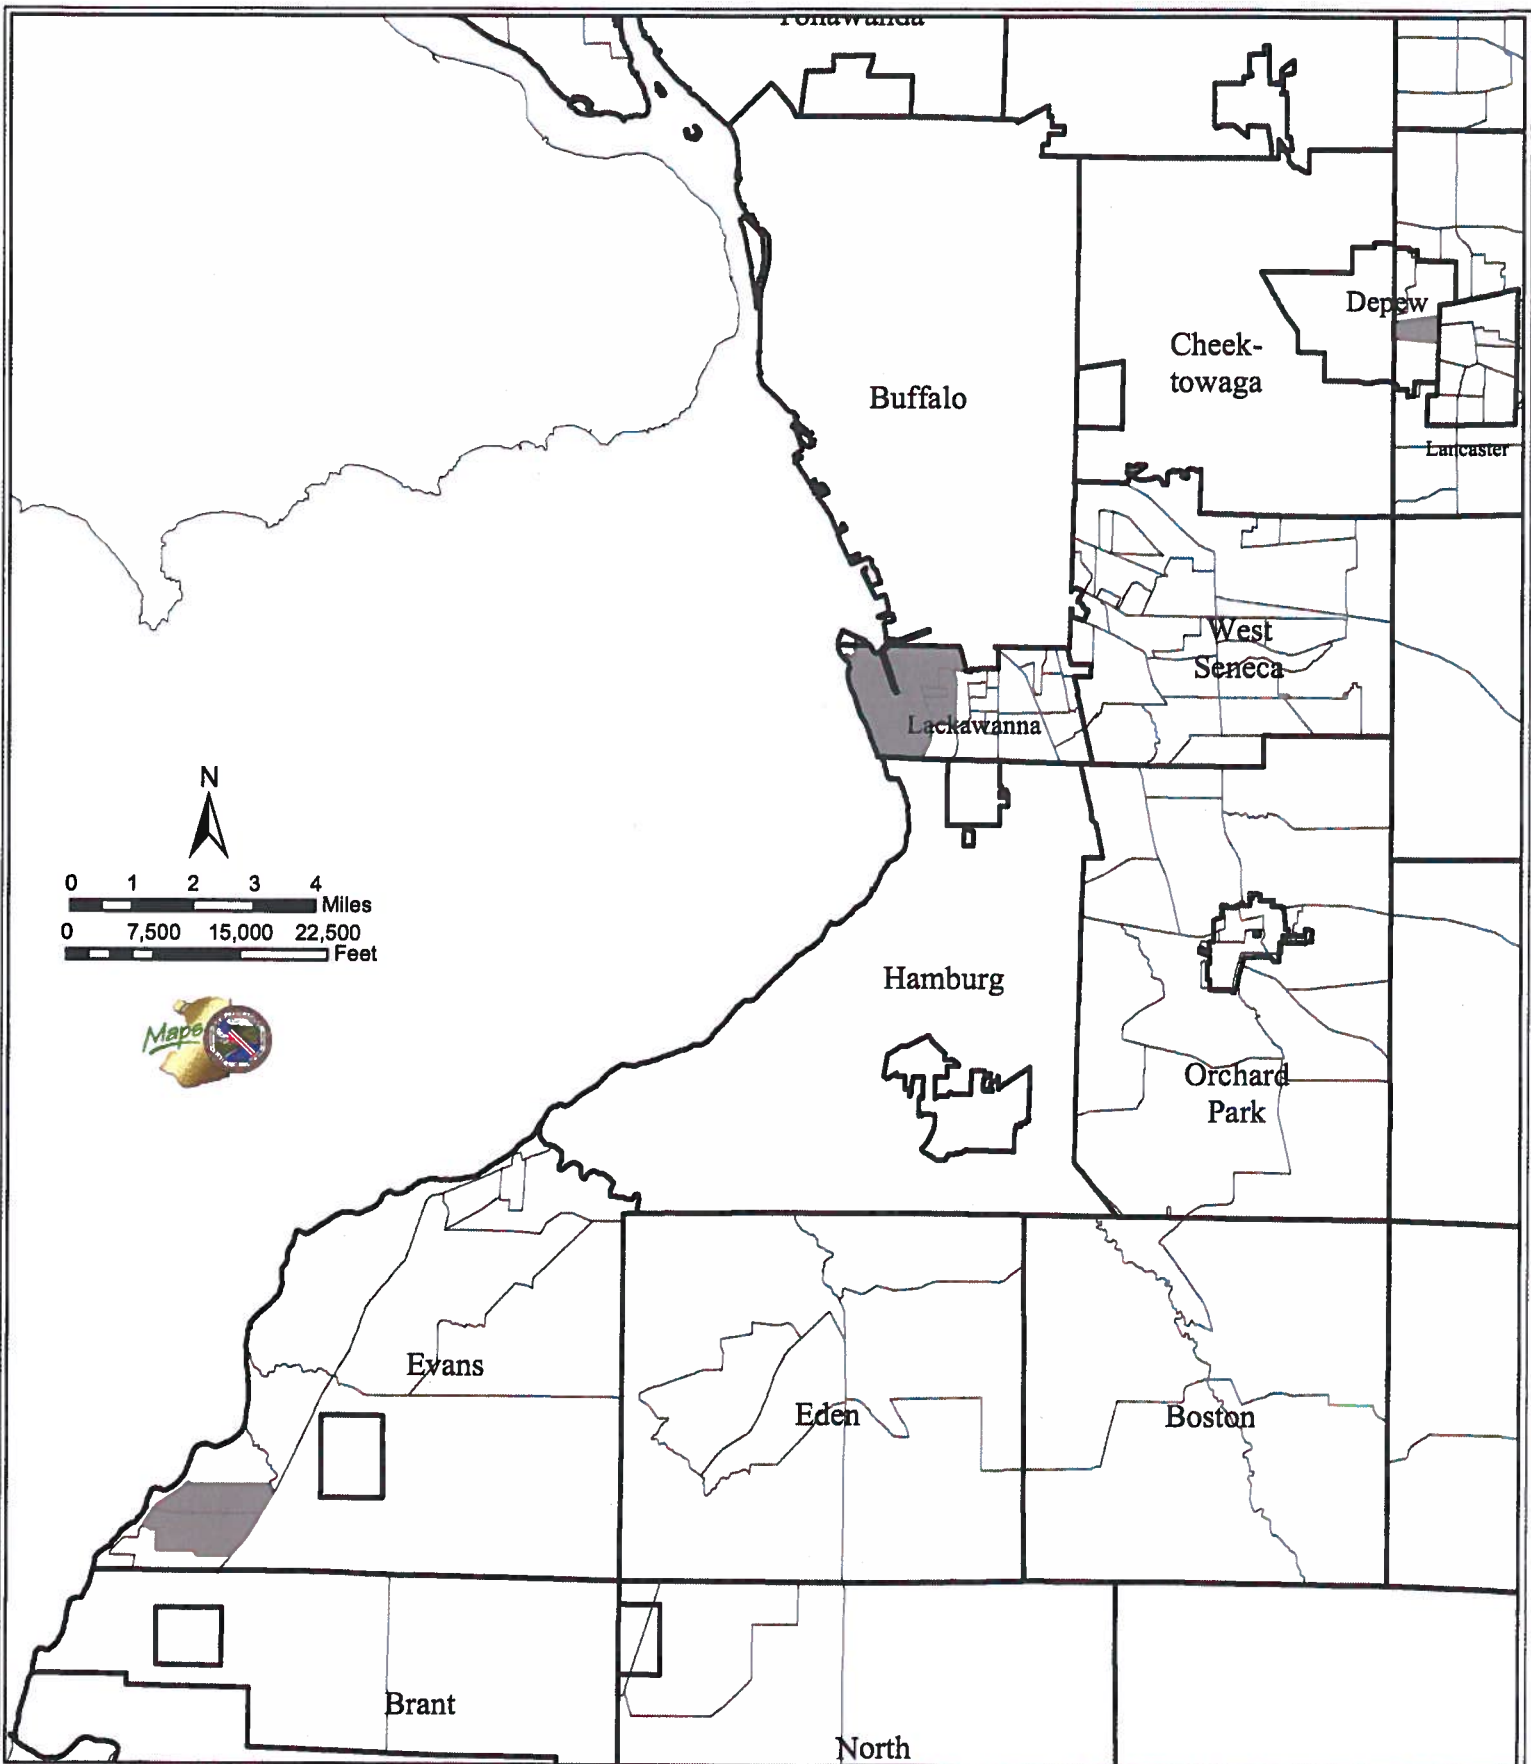 Tonawanda
Depew
Cheek-
towaga
Buffalo
Lancaster
West
Seneca
Lackawanna
N
0 1 2 3 4
Miles
0 7,500 15,000 22,500
Feet
Hamburg
Maps
Orchard
Park
Evans
Eden
Boston
Brant
North